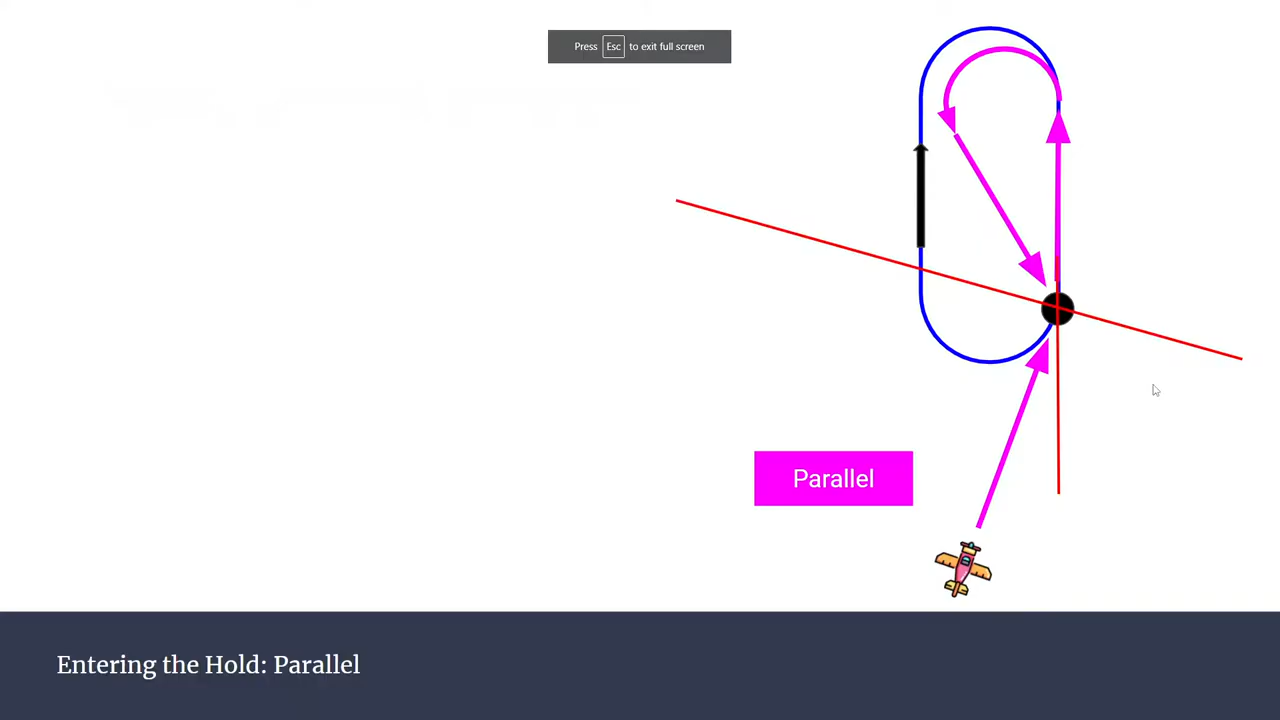 Press Esc to exit full screen
Parallel
Entering the Hold: Parallel